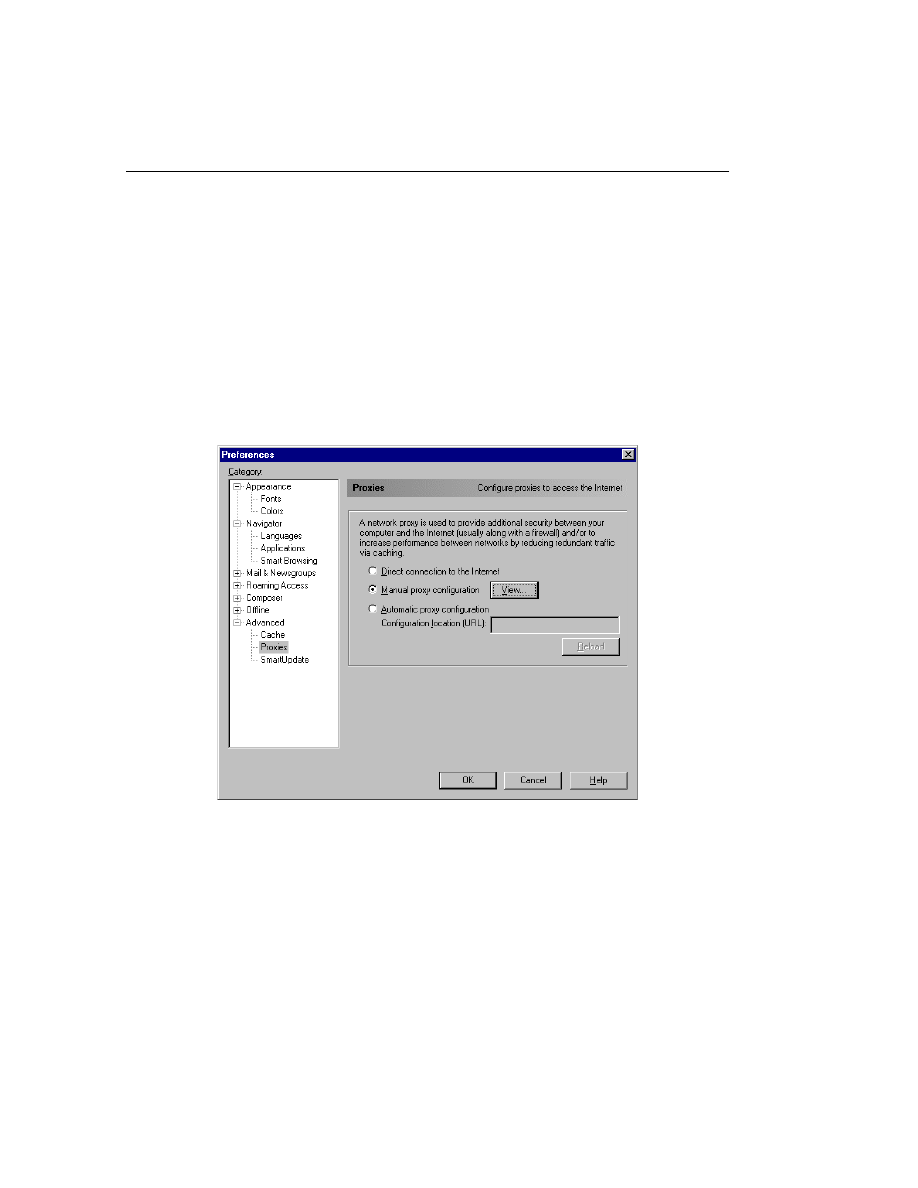 Preferences
Category:
Appearance
Fonts
Colors
Navigator
Languages
Applications
Smart Browsing
Mail & Newsgroups
Roaming Access
Composer
Offline
Advanced
Cache
Proxies
SmartUpdate
Proxies Configure proxies to access the Internet
A network proxy is used to provide additional security between your
computer and the Internet (usually along with a firewall) and/or to
increase performance between networks by reducing redundant traffic
via caching.
Direct connection to the Internet
Manual proxy configuration View...
Automatic proxy configuration
Configuration location (URL):
Reload
OK Cancel Help